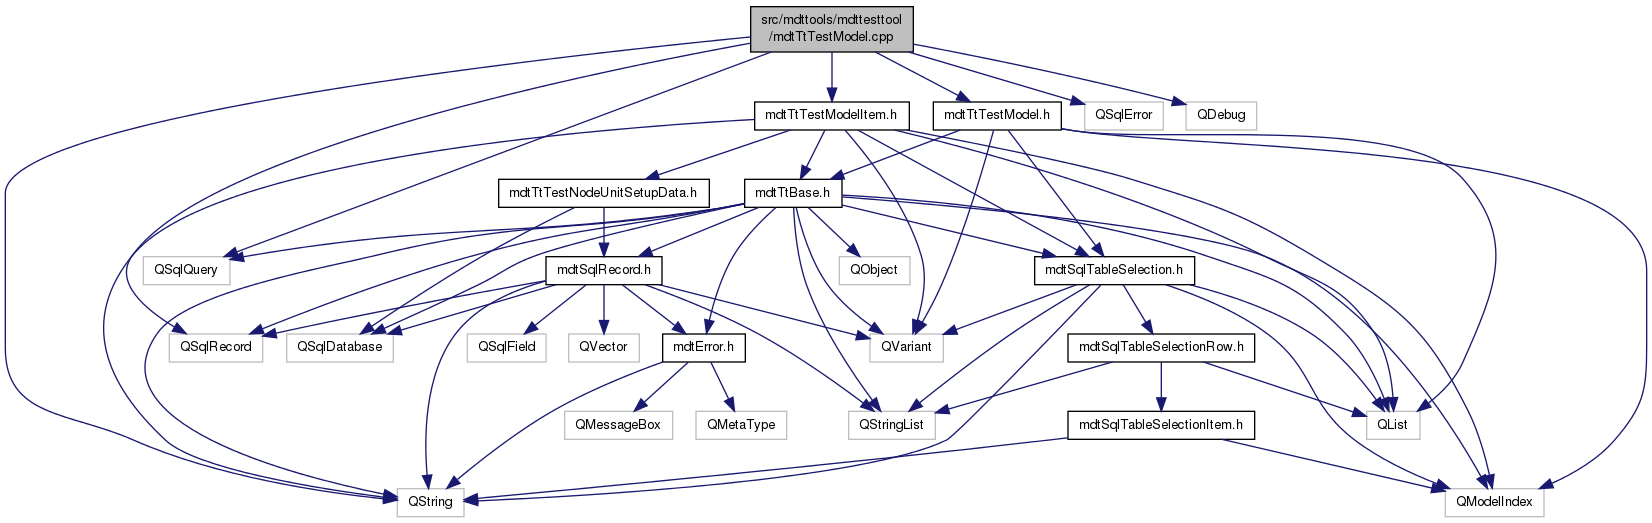 src/mdttools/mdttesttool
/mdtTtTestModel.cpp
mdtTtTestModelItem.h
mdtTtTestModel.h
QSqlError
QDebug
mdtTtTestNodeUnitSetupData.h
mdtTtBase.h
QSqlQuery
mdtSqlRecord.h
QObject
mdtSqlTableSelection.h
QSqlRecord
QSqlDatabase
QSqlField
QVector
mdtError.h
QVariant
mdtSqlTableSelectionRow.h
QMessageBox
QMetaType
QStringList
mdtSqlTableSelectionItem.h
QList
QString
QModelIndex